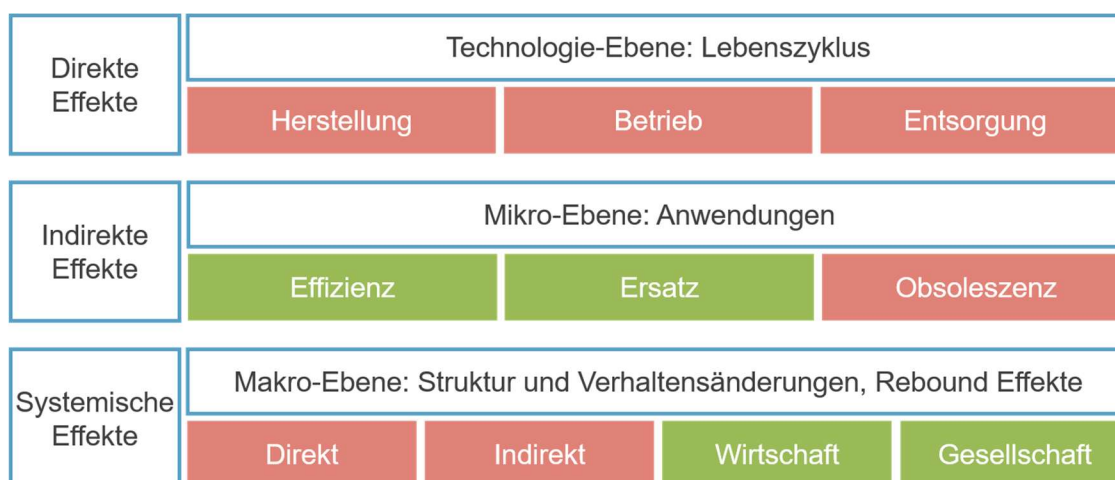 Direkte
Effekte
Technologie-Ebene: Lebenszyklus
Herstellung
Betrieb
Entsorgung
Indirekte
Effekte
Mikro-Ebene: Anwendungen
Effizienz
Ersatz
Obsoleszenz
Systemische
Effekte
Makro-Ebene: Struktur und Verhaltensänderungen, Rebound Effekte
Direkt
Indirekt
Wirtschaft
Gesellschaft